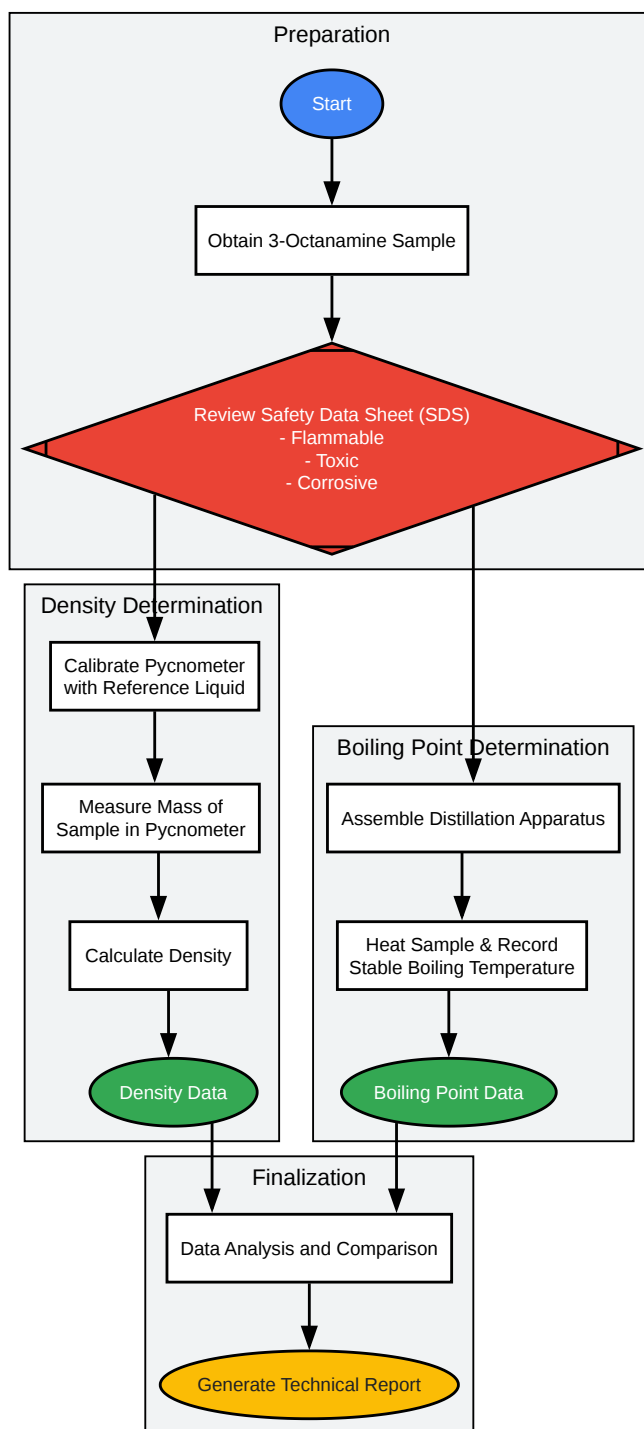 Preparation
Start
Obtain 3-Octanamine Sample
Review Safety Data Sheet (SDS)
- Flammable
- Toxic
- Corrosive
Density Determination
Calibrate Pycnometer
with Reference Liquid
Measure Mass of
Sample in Pycnometer
Calculate Density
Density Data
Boiling Point Determination
Assemble Distillation Apparatus
Heat Sample & Record
Stable Boiling Temperature
Boiling Point Data
Finalization
Data Analysis and Comparison
Generate Technical Report